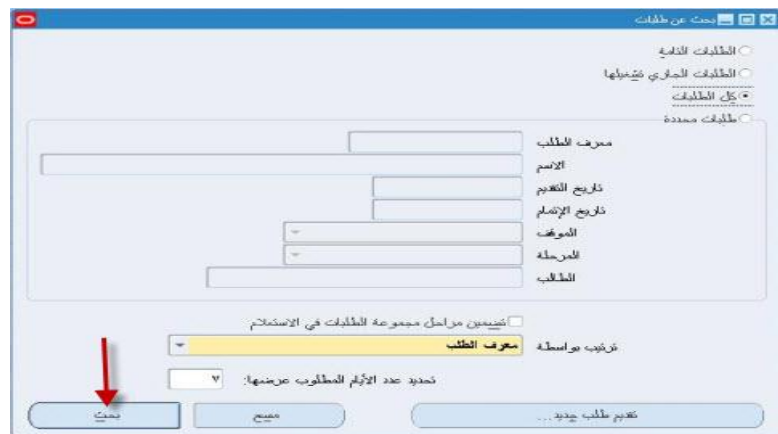 بحث عن طلبات
الطلبات التامة
الطلبات الجاري تشغيلها
كل الطلبات
طلبات محددة
معرف الطلب
الاسم
تاريخ التقديم
تاريخ الإتمام
الموقف
المرحلة
الطالب
تضمين مراحل مجموعة الطلبات في الاستعلام
ترتيب بواسطة معرف الطلب
تحديد عدد الأيام المطلوب عرضها: ٧
تقديم طلب جديد... مسح بحث